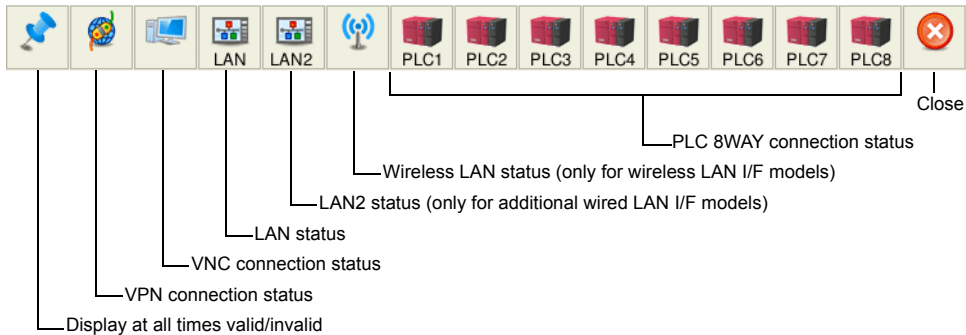 LAN LAN2 PLC1 PLC2 PLC3 PLC4 PLC5 PLC6 PLC7 PLC8
Close
PLC 8WAY connection status
Wireless LAN status (only for wireless LAN I/F models)
LAN2 status (only for additional wired LAN I/F models)
LAN status
VNC connection status
VPN connection status
Display at all times valid/invalid